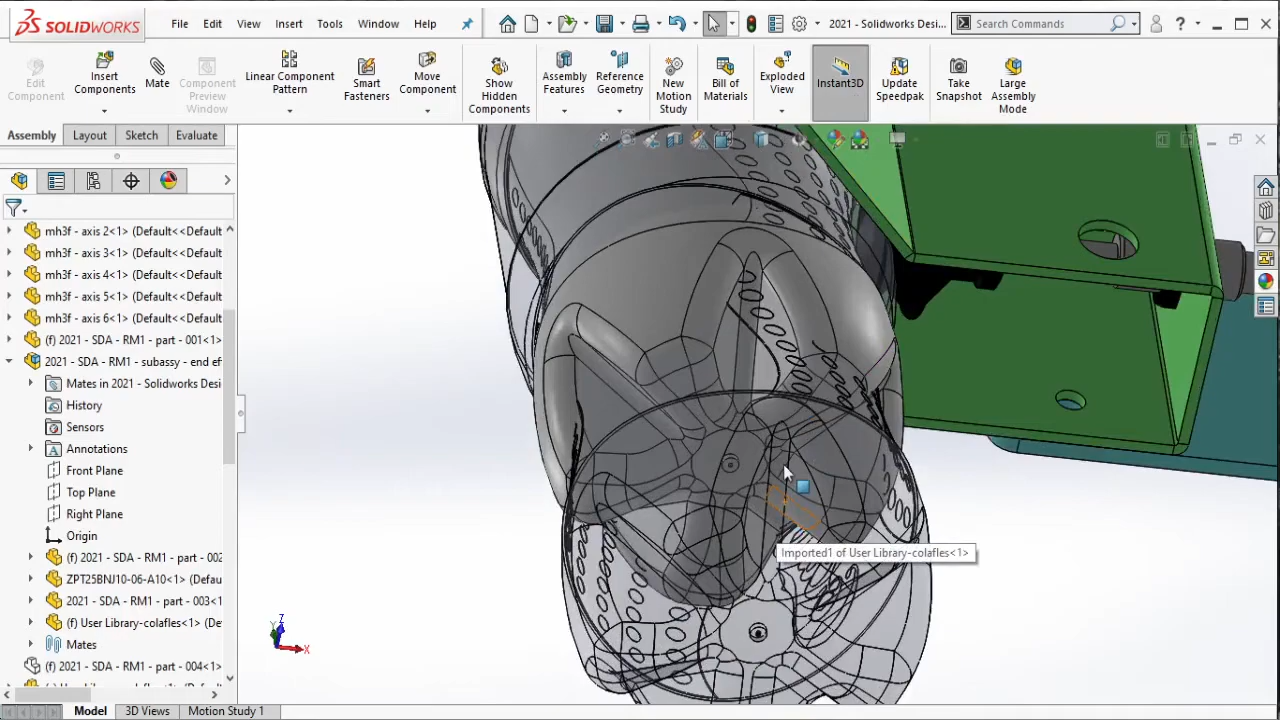 SOLIDWORKS File Edit View Insert Tools Window Help 2021 - Solidworks Desi... Search Commands ?
Edit Component
Insert Components
Mate
Component Preview Window
Linear Component Pattern
Smart Fasteners
Move Component
Show Hidden Components
Assembly Features
Reference Geometry
New Motion Study
Bill of Materials
Exploded View
Instant3D
Update Speedpak
Take Snapshot
Large Assembly Mode
Assembly Layout Sketch Evaluate
mh3f - axis 2<1> (Default<<Default
mh3f - axis 3<1> (Default<<Default
mh3f - axis 4<1> (Default<<Default
mh3f - axis 5<1> (Default<<Default
mh3f - axis 6<1> (Default<<Default
(f) 2021 - SDA - RM1 - part - 001<1>
2021 - SDA - RM1 - subassy - end ef
Mates in 2021 - Solidworks Desi
History
Sensors
Annotations
Front Plane
Top Plane
Right Plane
Origin
(f) 2021 - SDA - RM1 - part - 002
ZPT25BNJ10-06-A10<1> (Defau
2021 - SDA - RM1 - part - 003<1
(f) User Library-colafles<1> (De
Mates
(f) 2021 - SDA - RM1 - part - 004<1>
Imported1 of User Library-colafles<1>
Z
Y
X
Model 3D Views Motion Study 1